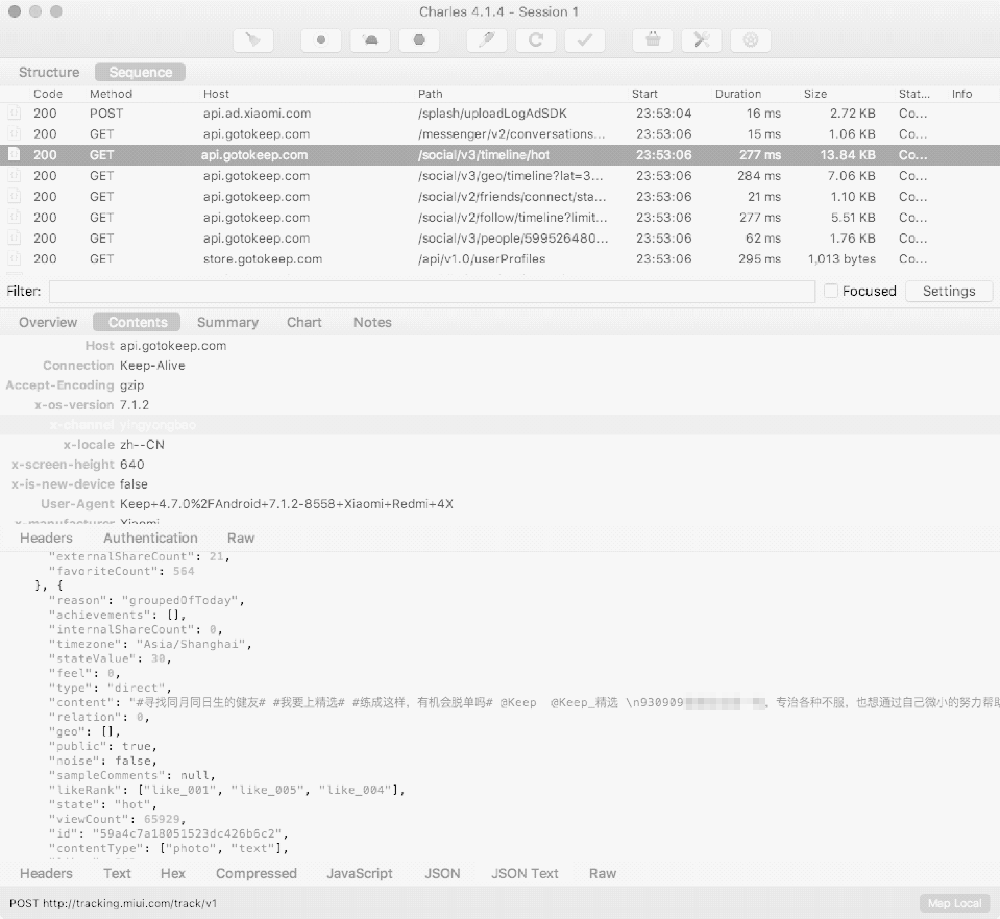 Charles 4.1.4 - Session 1
Structure Sequence
Code Method Host Path Start Duration Size Stat... Info
200 POST api.ad.xiaomi.com /splash/uploadLogAdSDK 23:53:04 16 ms 2.72 KB Co...
200 GET api.gotokeep.com /messenger/v2/conversations... 23:53:06 15 ms 1.06 KB Co...
200 GET api.gotokeep.com /social/v3/timeline/hot 23:53:06 277 ms 13.84 KB Co...
200 GET api.gotokeep.com /social/v3/geo/timeline?lat=3... 23:53:06 284 ms 7.06 KB Co...
200 GET api.gotokeep.com /social/v2/friends/connect/sta... 23:53:06 21 ms 1.10 KB Co...
200 GET api.gotokeep.com /social/v2/follow/timeline?limit... 23:53:06 277 ms 5.51 KB Co...
200 GET api.gotokeep.com /social/v3/people/599526480... 23:53:06 62 ms 1.76 KB Co...
200 GET store.gotokeep.com /api/v1.0/userProfiles 23:53:06 295 ms 1,013 bytes Co...
Filter: Focused Settings
Overview Contents Summary Chart Notes
Host api.gotokeep.com
Connection Keep-Alive
Accept-Encoding gzip
x-os-version 7.1.2
x-channel yingyongbao
x-locale zh--CN
x-screen-height 640
x-is-new-device false
User-Agent Keep+4.7.0%2FAndroid+7.1.2-8558+Xiaomi+Redmi+4X
x-manufacturer Xiaomi
Headers Authentication Raw
"externalShareCount": 21,
"favoriteCount": 564
}, {
"reason": "groupedOfToday",
"achievements": [],
"internalShareCount": 0,
"timezone": "Asia/Shanghai",
"stateValue": 30,
"feel": 0,
"type": "direct",
"content": "#寻找同月同日生的健友# #我要上精选# #练成这样，有机会脱单吗# @Keep  @Keep_精选 \n930909，专治各种不服，也想通过自己微小的努力帮助
"relation": 0,
"geo": [],
"public": true,
"noise": false,
"sampleComments": null,
"likeRank": ["like_001", "like_005", "like_004"],
"state": "hot",
"viewCount": 65929,
"id": "59a4c7a18051523dc426b6c2",
"contentType": ["photo", "text"],
Headers Text Hex Compressed JavaScript JSON JSON Text Raw
POST http://tracking.miui.com/track/v1 Map Local